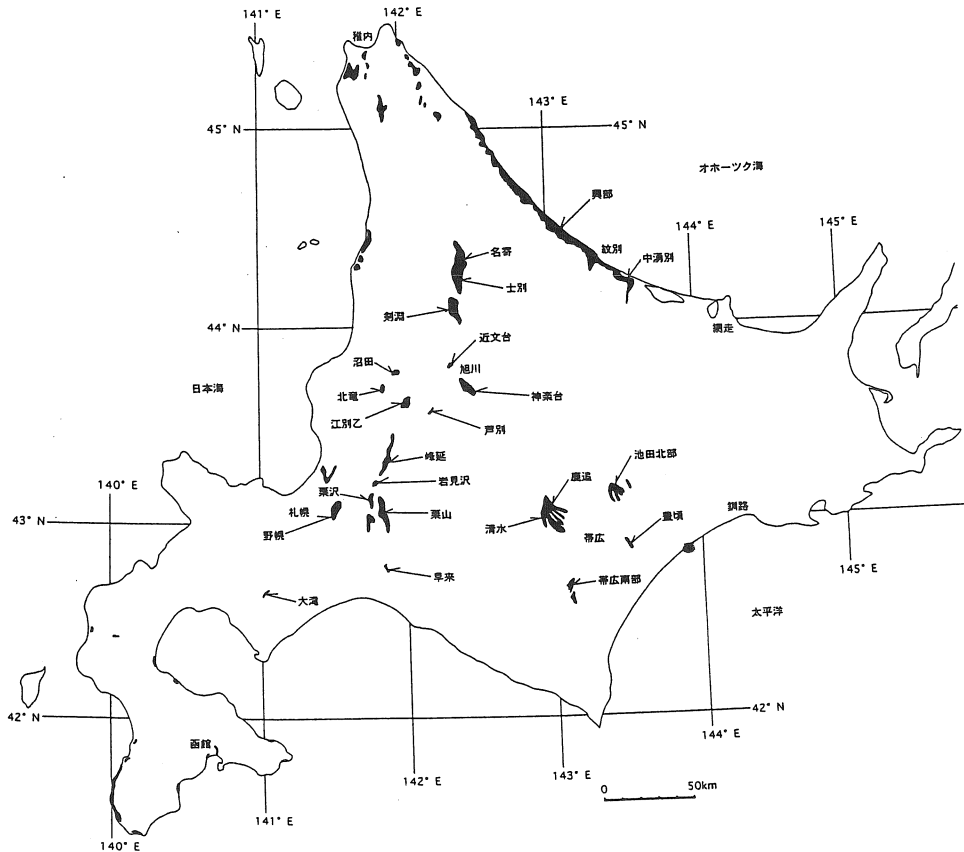 141° E
142° E
稚内
143° E
45° N
45° N
オホーツク海
興部
144° E
145° E
名寄
紋別
中湧別
士別
剣淵
網走
44° N
近文台
沼田
旭川
日本海
北竜
神楽台
江別乙
戸別
峰延
池田北部
140° E
岩見沢
鹿追
栗沢
札幌
栗山
釧路
43° N
野幌
清水
帯広
豊頃
145° E
早来
帯広南部
大滝
太平洋
42° N
42° N
144° E
函館
142° E
143° E
0
50km
141° E
140° E